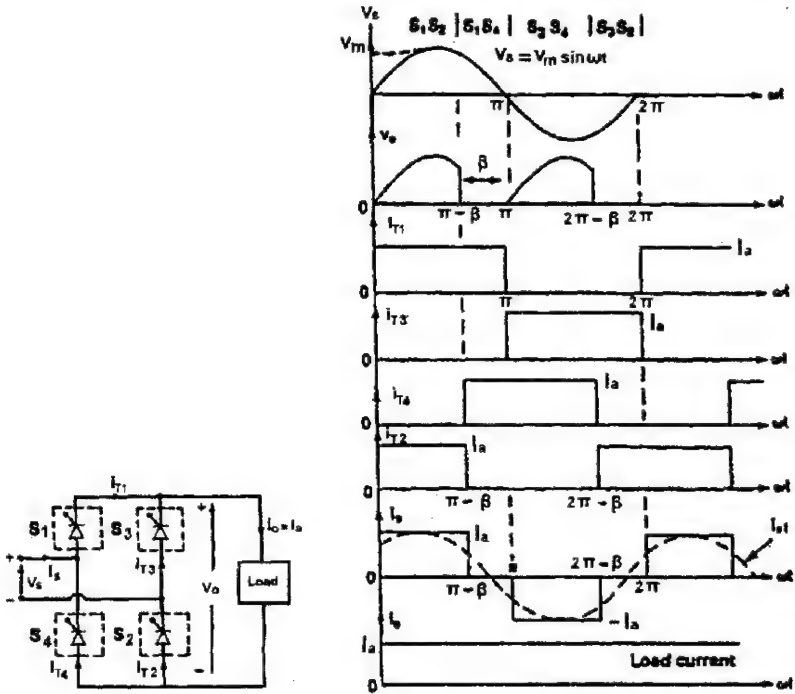 Vs
S1S2 | S1S4 | S3 S4 | S3S2 |
Vm
Vs = Vm sin ωt
π
2π
ωt
vo
β
0
π – β
π
2π – β
2π
ωt
iT1
Ia
0
π
2π
ωt
iT3
Ia
0
ωt
iT4
Ia
0
ωt
iT2
Ia
0
π – β
2π – β
ωt
Is
Ia
Is1
0
π – β
2π – β
2π
ωt
– Ia
Ia
Load current
0
ωt
iT1
S1
S3
+
+
Is
iT3
Vs
–
Vo
io = Ia
Load
S4
S2
iT4
iT2
–